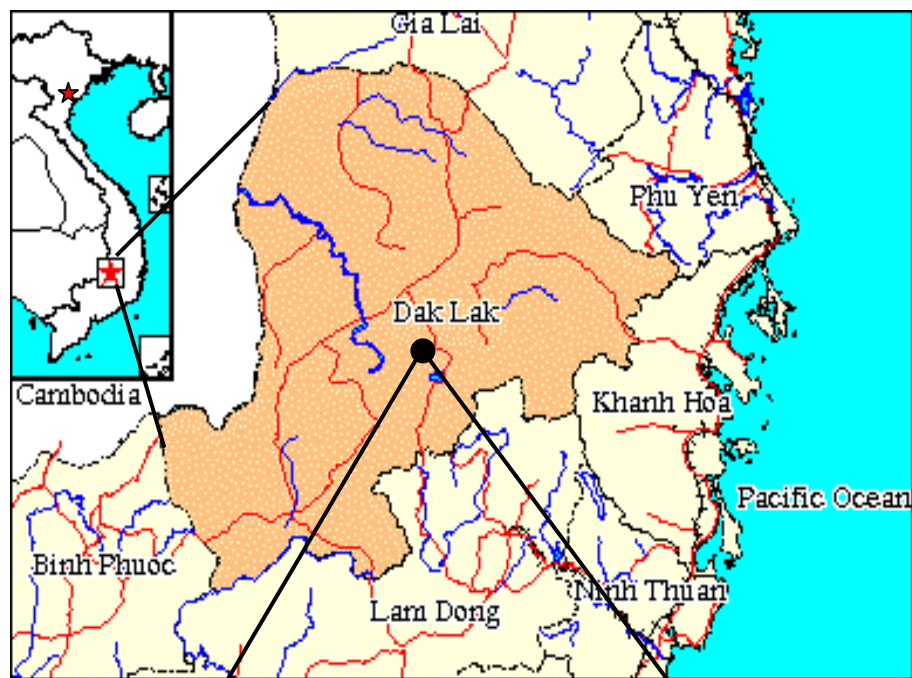 Gia Lai
Phu Yen
Dak Lak
Cambodia
Khanh Hoa
Pacific Ocean
Binh Phuoc
Ninh Thuan
Lam Dong